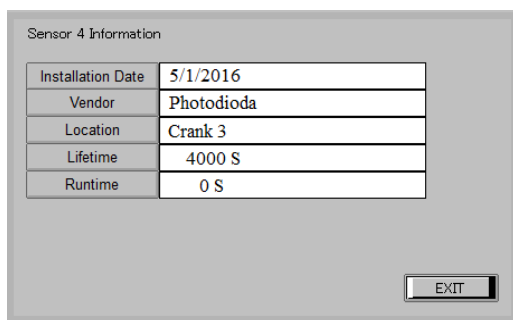 Sensor 4 Information
Installation Date 5/1/2016
Vendor Photodioda
Location Crank 3
Lifetime 4000 S
Runtime 0 S
EXIT